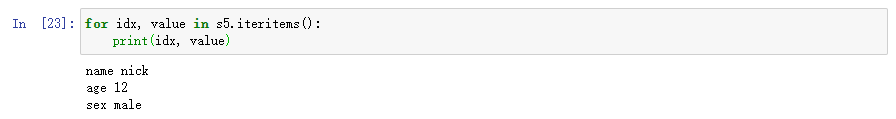 In [23]: for idx, value in s5.iteritems():
print(idx, value)
name nick
age 12
sex male